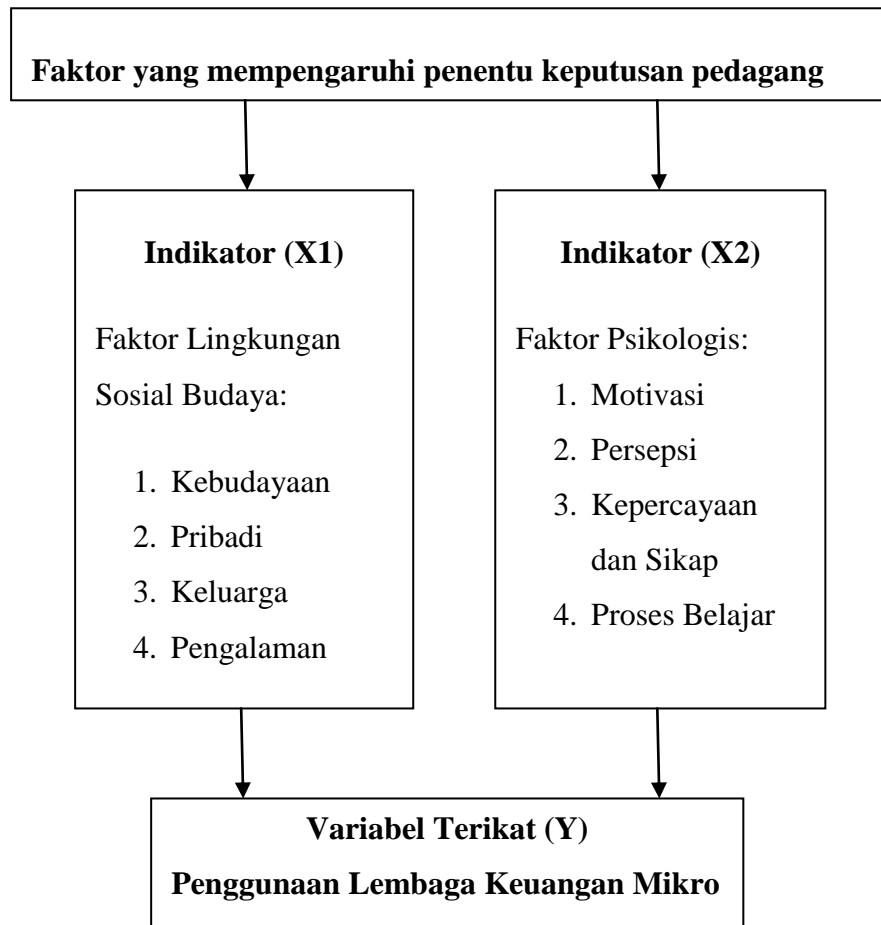 Faktor yang mempengaruhi penentu keputusan pedagang
Indikator (X1)
Faktor Lingkungan
Sosial Budaya:
1. Kebudayaan
2. Pribadi
3. Keluarga
4. Pengalaman
Indikator (X2)
Faktor Psikologis:
1. Motivasi
2. Persepsi
3. Kepercayaan
dan Sikap
4. Proses Belajar
Variabel Terikat (Y)
Penggunaan Lembaga Keuangan Mikro